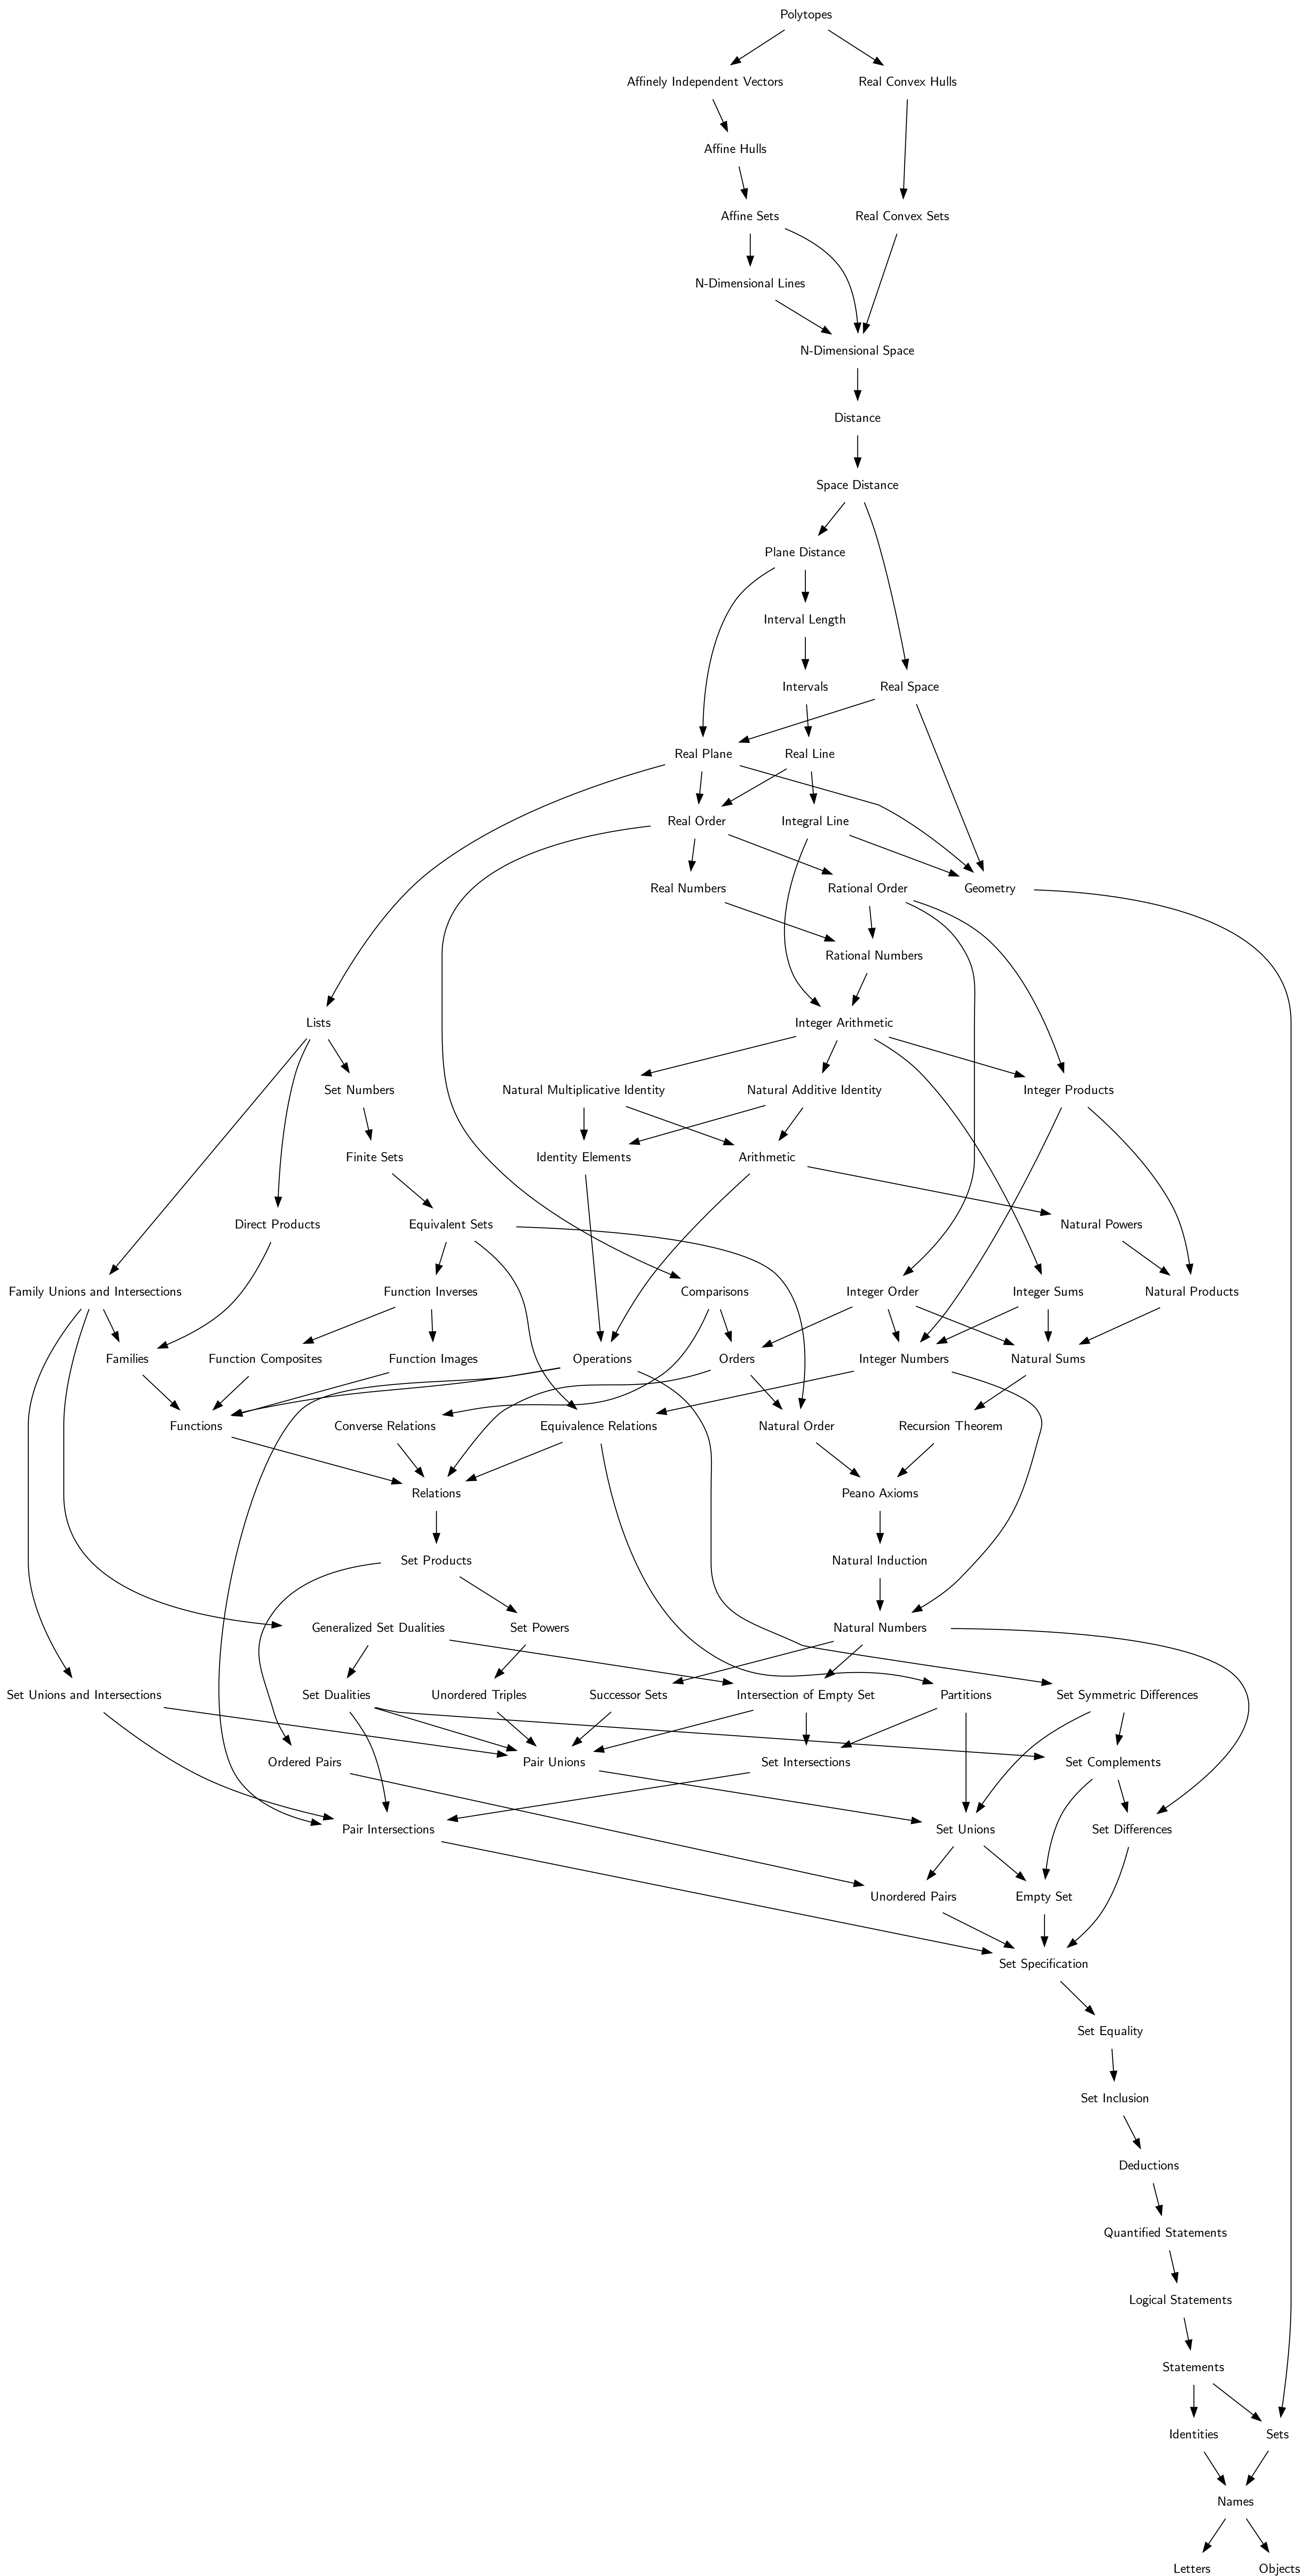 Polytopes
Affinely Independent Vectors
Real Convex Hulls
Affine Hulls
Affine Sets
Real Convex Sets
N-Dimensional Lines
N-Dimensional Space
Distance
Space Distance
Plane Distance
Interval Length
Intervals
Real Space
Real Plane
Real Line
Real Order
Integral Line
Real Numbers
Rational Order
Geometry
Rational Numbers
Lists
Integer Arithmetic
Set Numbers
Natural Multiplicative Identity
Natural Additive Identity
Integer Products
Finite Sets
Identity Elements
Arithmetic
Direct Products
Equivalent Sets
Natural Powers
Family Unions and Intersections
Function Inverses
Comparisons
Integer Order
Integer Sums
Natural Products
Families
Function Composites
Function Images
Operations
Orders
Integer Numbers
Natural Sums
Functions
Converse Relations
Equivalence Relations
Natural Order
Recursion Theorem
Relations
Peano Axioms
Set Products
Natural Induction
Generalized Set Dualities
Set Powers
Natural Numbers
Set Unions and Intersections
Set Dualities
Unordered Triples
Successor Sets
Intersection of Empty Set
Partitions
Set Symmetric Differences
Ordered Pairs
Pair Unions
Set Intersections
Set Complements
Pair Intersections
Set Unions
Set Differences
Unordered Pairs
Empty Set
Set Specification
Set Equality
Set Inclusion
Deductions
Quantified Statements
Logical Statements
Statements
Identities
Sets
Names
Letters
Objects